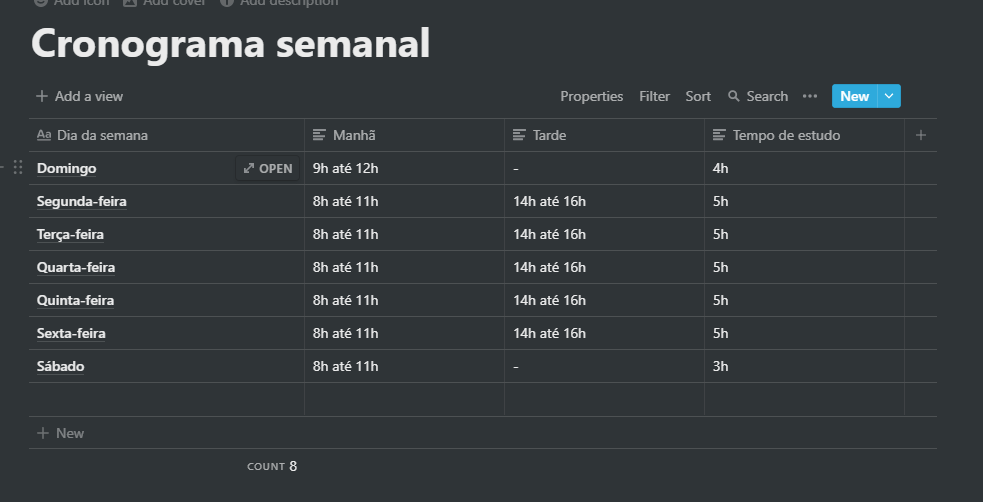 Add icon Add cover Add description
Cronograma semanal
+ Add a view Properties Filter Sort Search ••• New
Aa Dia da semana Manhã Tarde Tempo de estudo +
Domingo OPEN 9h até 12h - 4h
Segunda-feira 8h até 11h 14h até 16h 5h
Terça-feira 8h até 11h 14h até 16h 5h
Quarta-feira 8h até 11h 14h até 16h 5h
Quinta-feira 8h até 11h 14h até 16h 5h
Sexta-feira 8h até 11h 14h até 16h 5h
Sábado 8h até 11h - 3h
+ New
COUNT 8